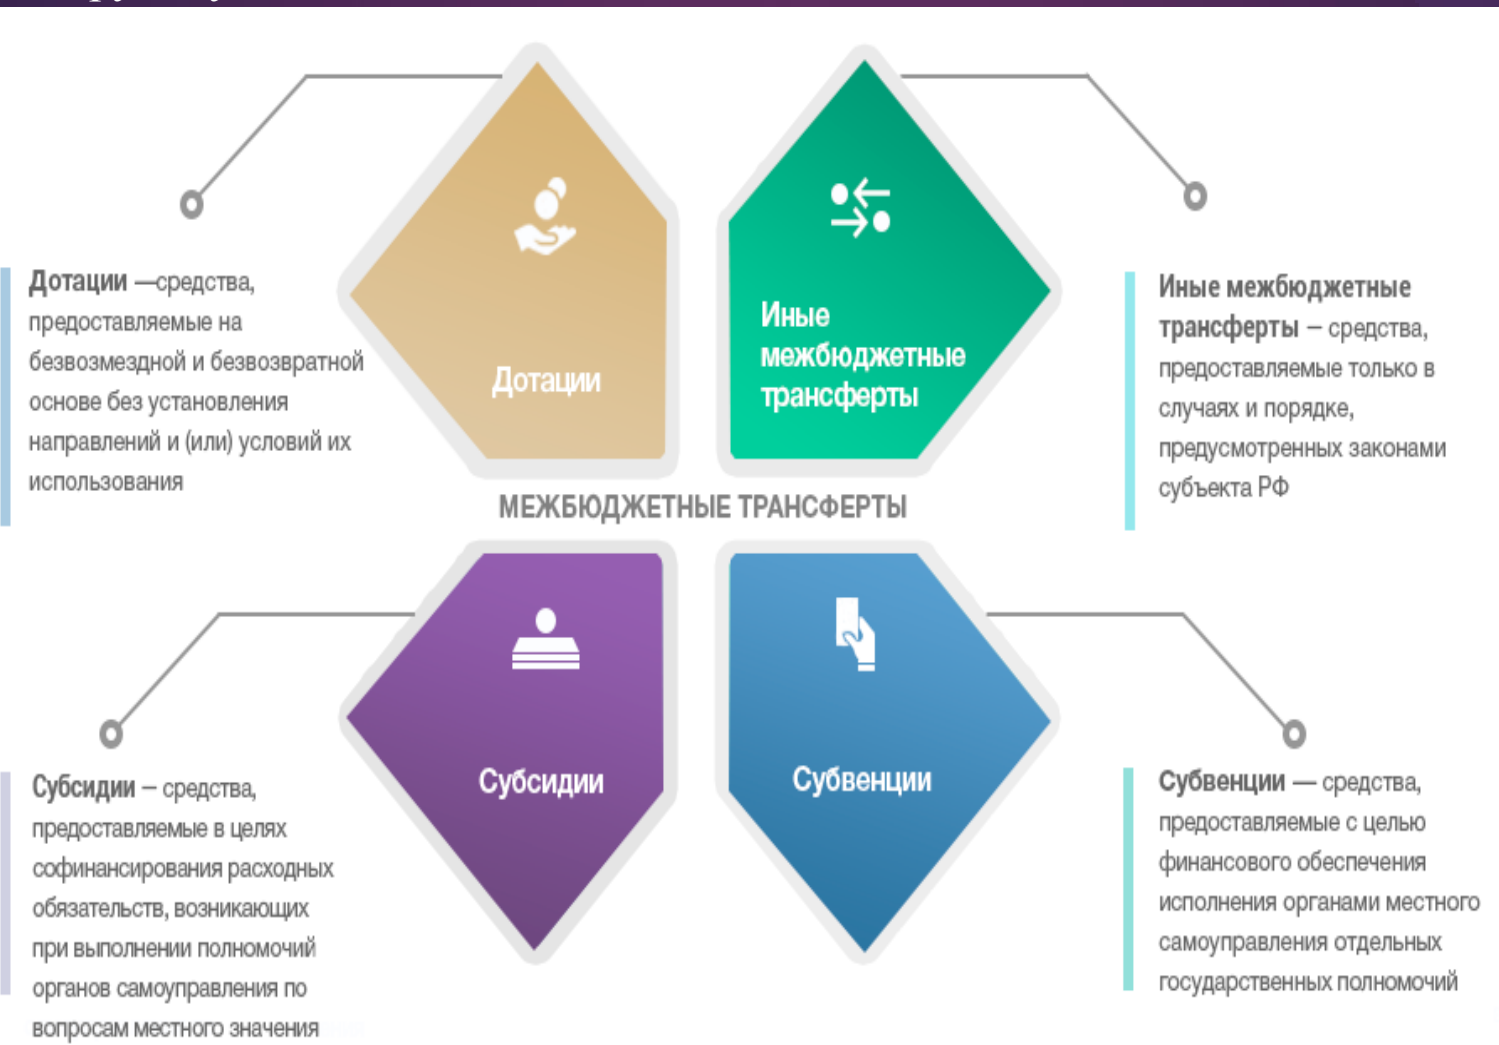 Дотации —средства,
предоставляемые на
безвозмездной и безвозвратной
основе без установления
направлений и (или) условий их
использования
Дотации
Иные
межбюджетные
трансферты
Иные межбюджетные
трансферты – средства,
предоставляемые только в
случаях и порядке,
предусмотренных законами
субъекта РФ
МЕЖБЮДЖЕТНЫЕ ТРАНСФЕРТЫ
Субсидии – средства,
предоставляемые в целях
софинансирования расходных
обязательств, возникающих
при выполнении полномочий
органов самоуправления по
вопросам местного значения
Субсидии
Субвенции
Субвенции — средства,
предоставляемые с целью
финансового обеспечения
исполнения органами местного
самоуправления отдельных
государственных полномочий